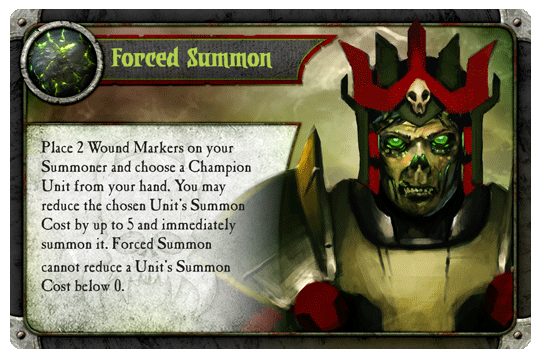 Forced Summon
Place 2 Wound Markers on your
Summoner and choose a Champion
Unit from your hand. You may
reduce the chosen Unit's Summon
Cost by up to 5 and immediately
summon it. Forced Summon
cannot reduce a Unit's Summon
Cost below 0.